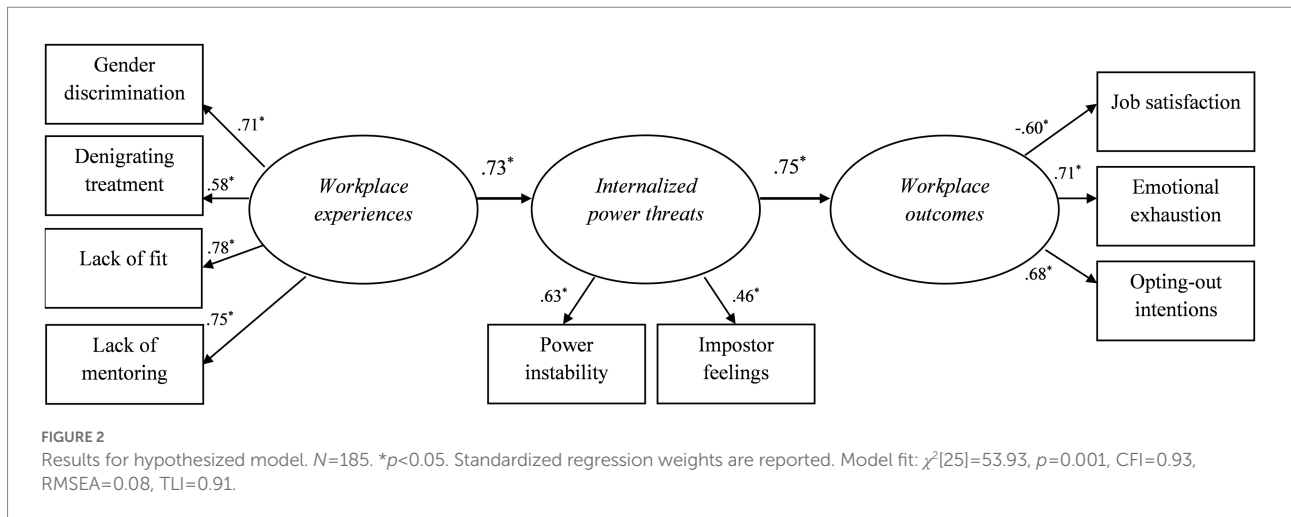 Gender
discrimination
.71*
Denigrating
treatment
.58*
Lack of fit
.78*
Lack of
mentoring
.75*
Workplace
experiences
.73*
Internalized
power threats
.63*
Power
instability
.46*
Impostor
feelings
.75*
Workplace
outcomes
-.60*
Job satisfaction
.71*
Emotional
exhaustion
.68*
Opting-out
intentions
FIGURE 2
Results for hypothesized model. N=185. *p<0.05. Standardized regression weights are reported. Model fit: χ²[25]=53.93, p=0.001, CFI=0.93,
RMSEA=0.08, TLI=0.91.